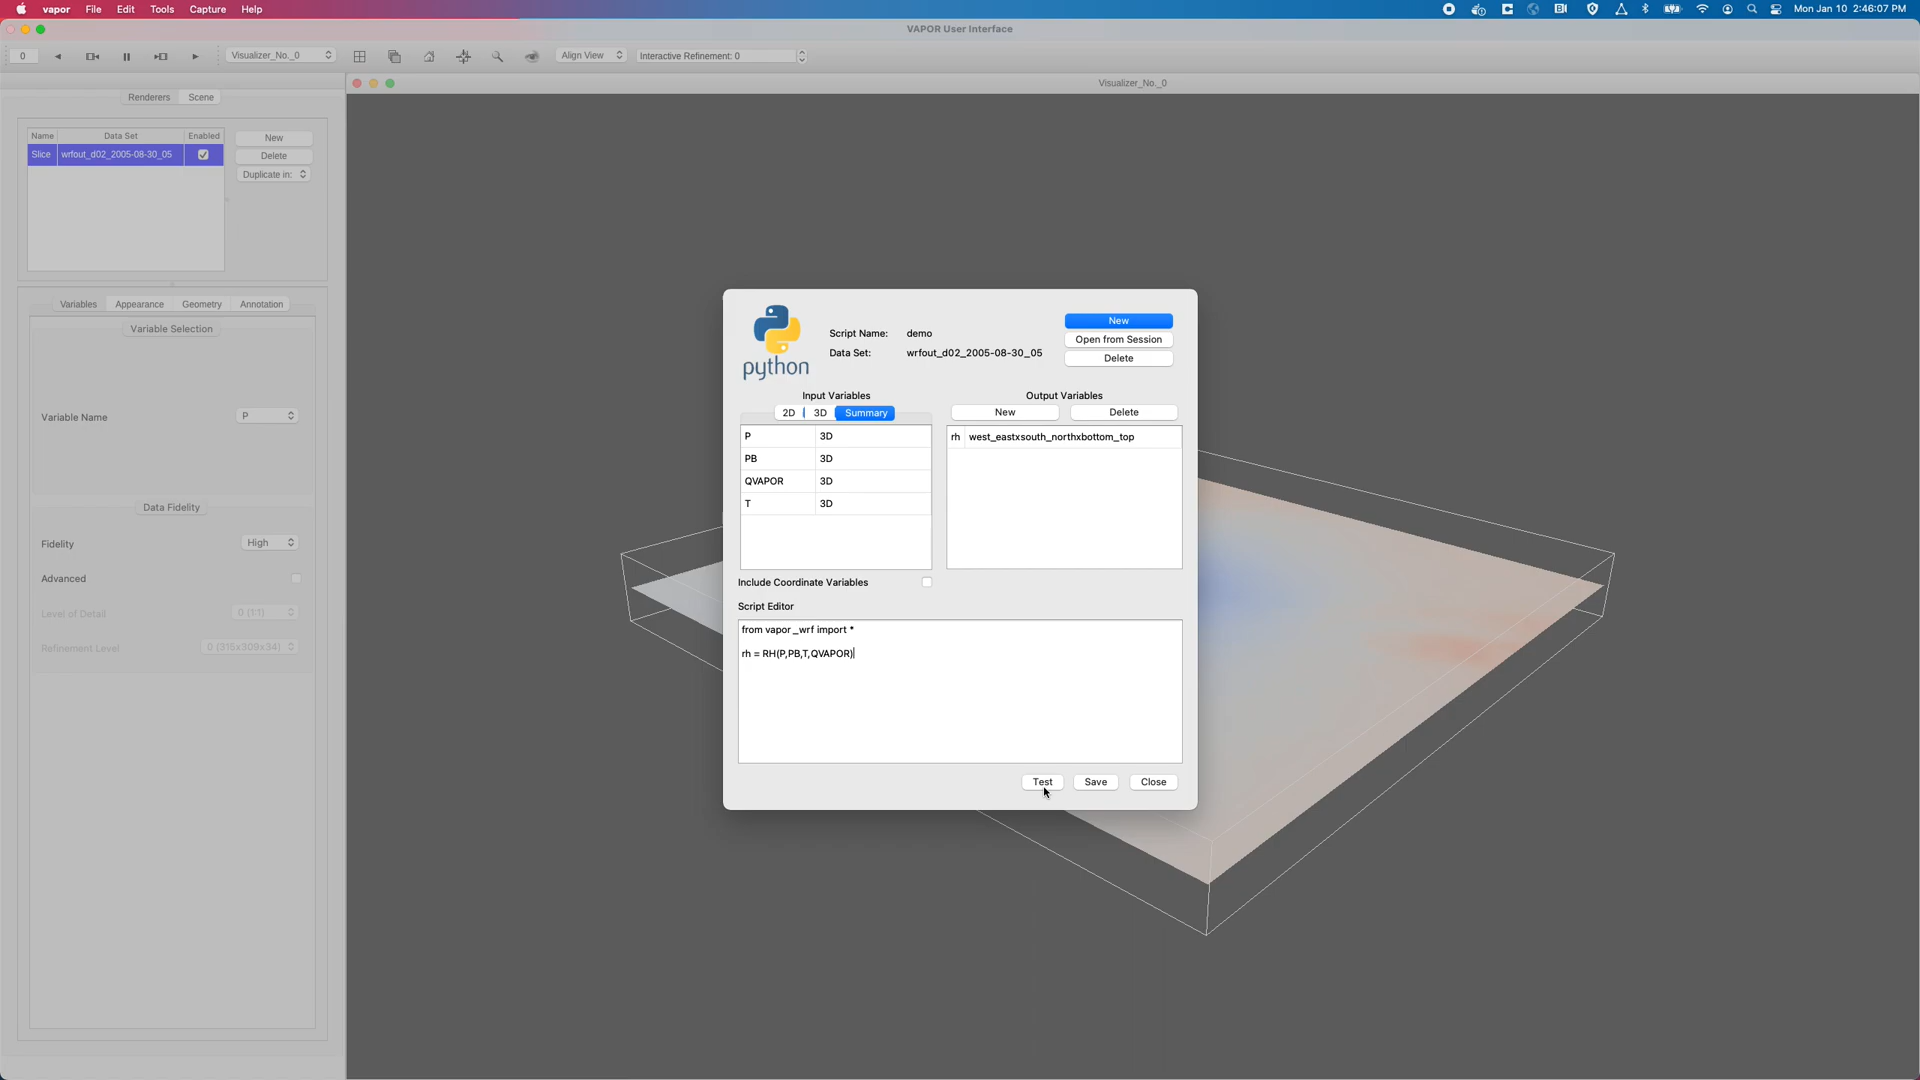 vapor File Edit Tools Capture Help
Mon Jan 10 2:46:07 PM
VAPOR User Interface
0 Visualizer_No._0 Align View Interactive Refinement: 0
Visualizer_No._0
Renderers Scene
Name Data Set Enabled
Slice wrfout_d02_2005-08-30_05
New
Delete
Duplicate in:
Variables Appearance Geometry Annotation
Variable Selection
Variable Name P
Data Fidelity
Fidelity High
Advanced
Level of Detail 0 (1:1)
Refinement Level 0 (315x309x34)
python
Script Name: demo
Data Set: wrfout_d02_2005-08-30_05
New
Open from Session
Delete
Input Variables
2D 3D Summary
P 3D
PB 3D
QVAPOR 3D
T 3D
Output Variables
New Delete
rh west_eastxsouth_northxbottom_top
Include Coordinate Variables
Script Editor
from vapor_wrf import *
rh = RH(P,PB,T,QVAPOR)
Test Save Close